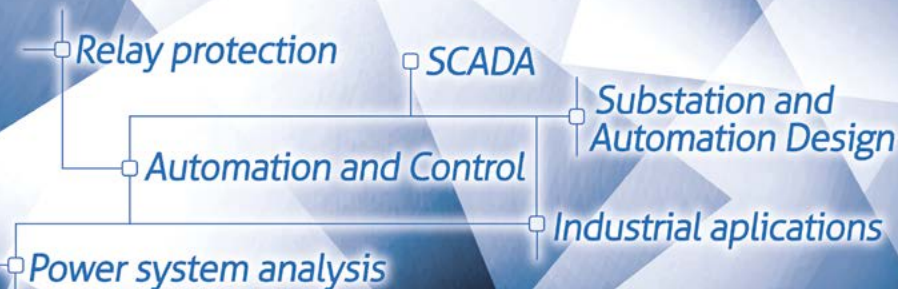 Relay protection
SCADA
Substation and
Automation Design
Automation and Control
Industrial aplications
Power system analysis